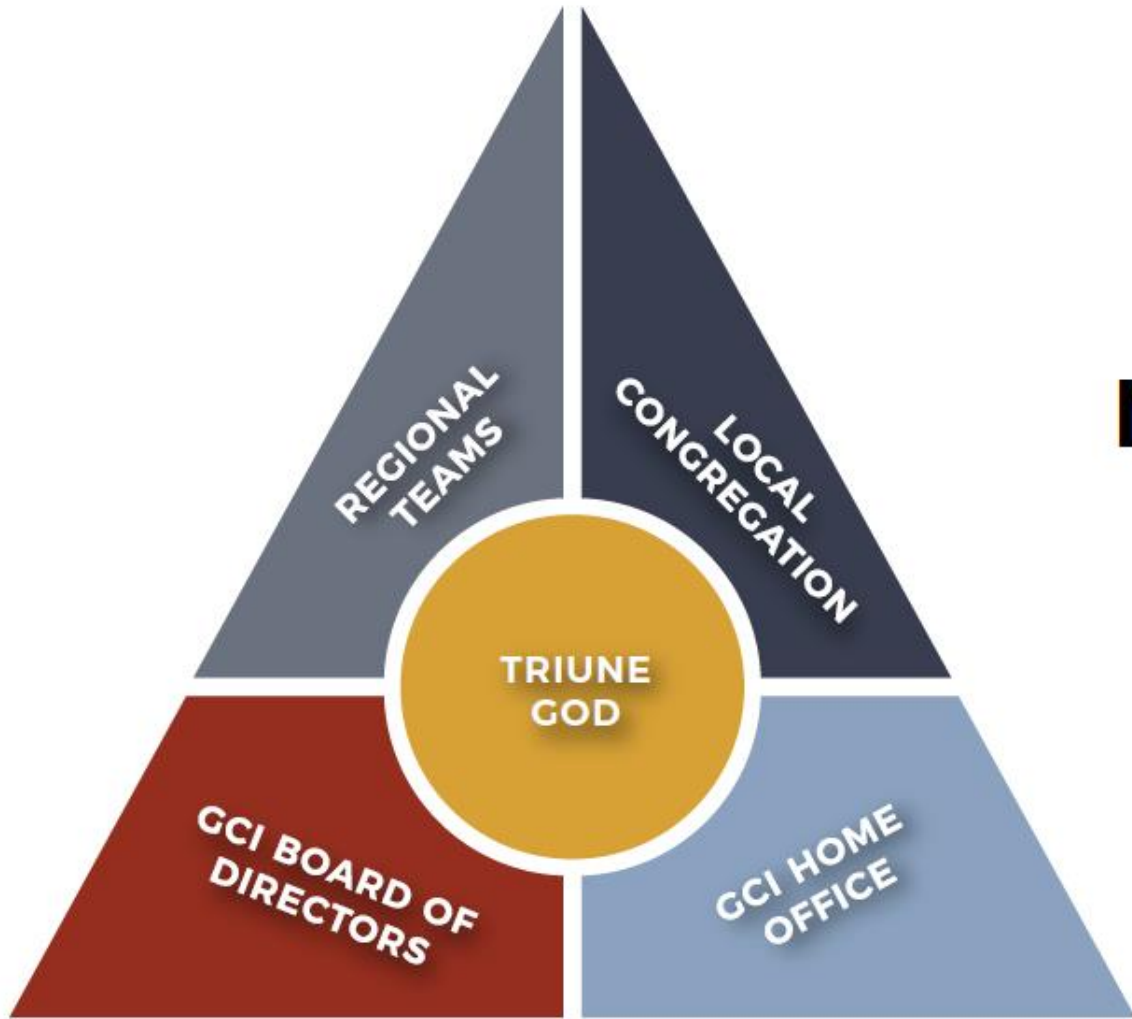 REGIONAL
TEAMS
LOCAL
CONGREGATION
TRIUNE
GOD
GCI BOARD OF
DIRECTORS
GCI HOME
OFFICE